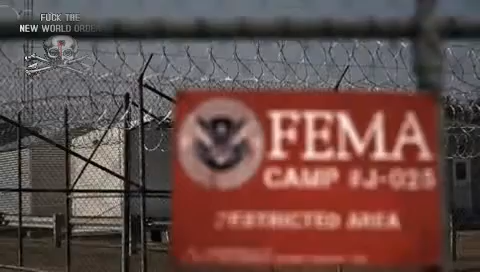 FUCK THE
NEW WORLD ORDER
FEMA
CAMP #J-025
RESTRICTED AREA